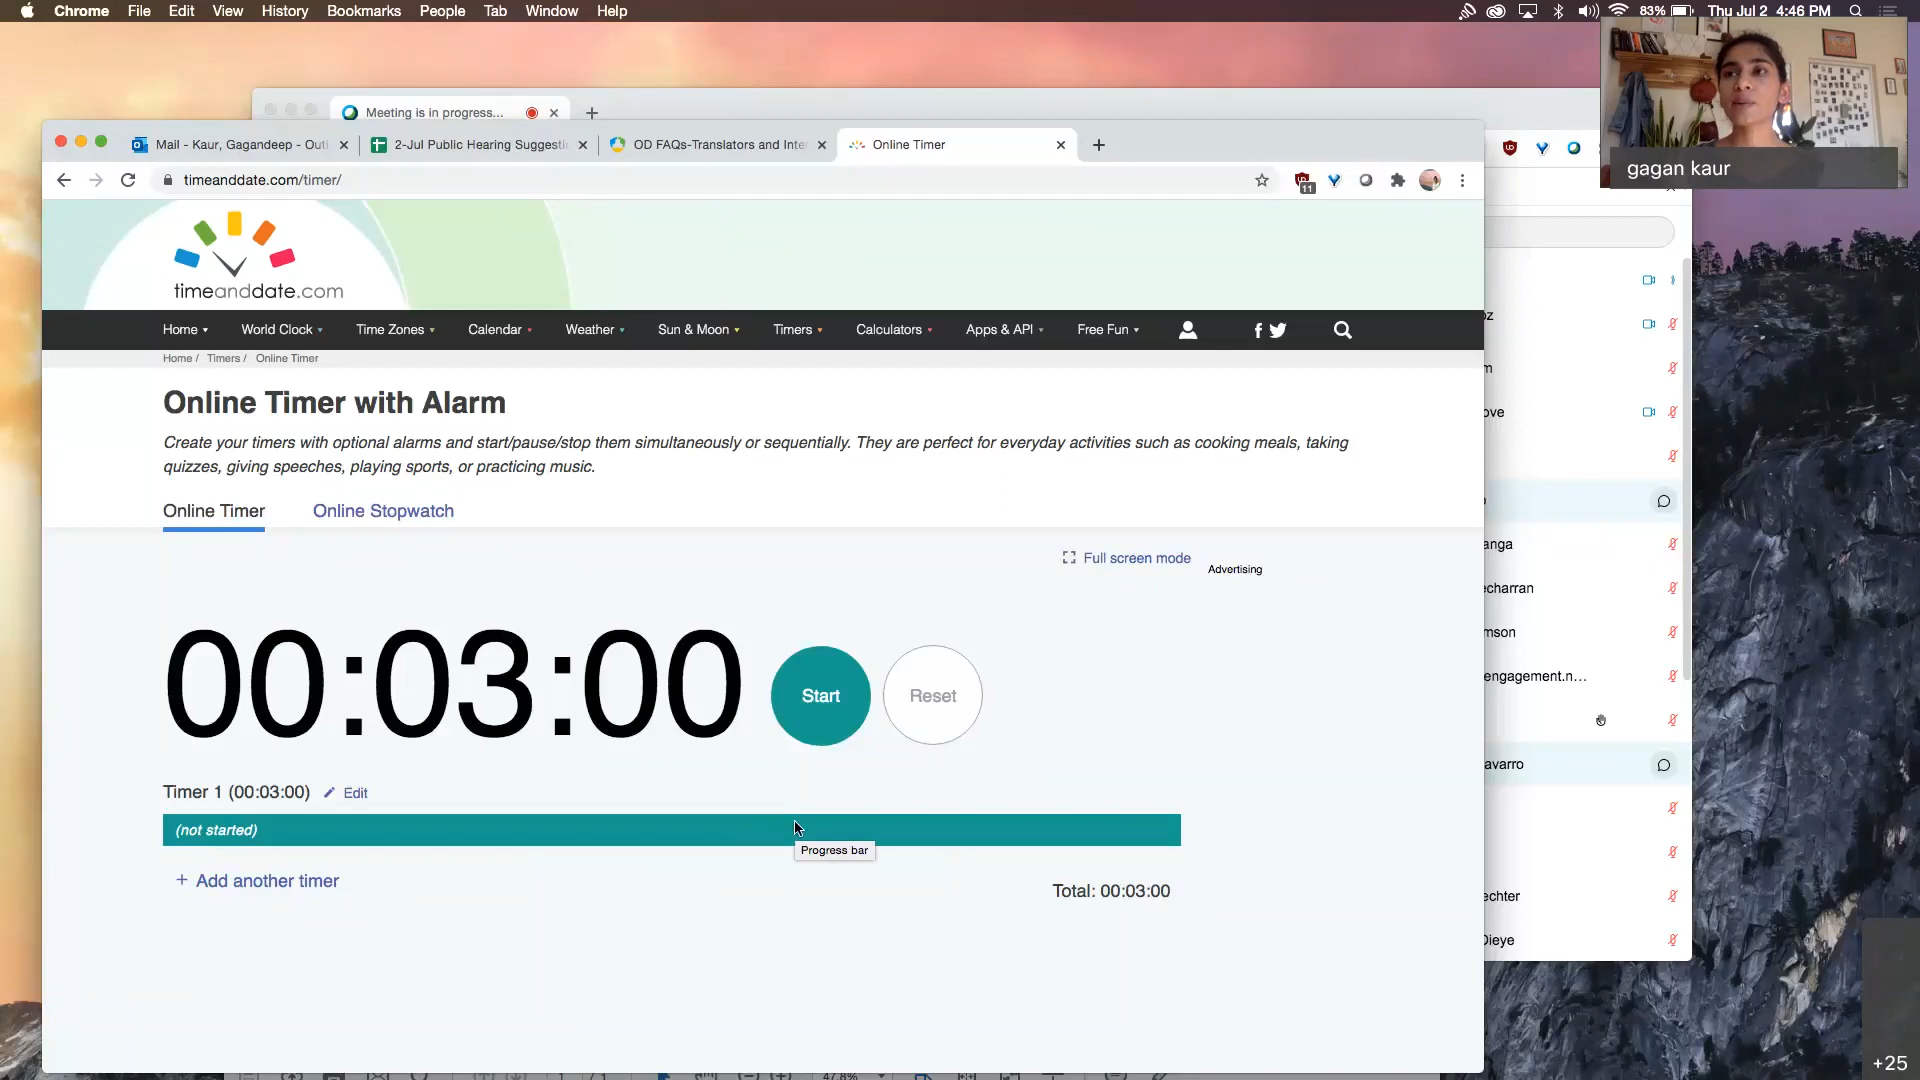 Chrome File Edit View History Bookmarks People Tab Window Help
83% Thu Jul 2 4:46 PM
Meeting is in progress...
Mail - Kaur, Gagandeep - Outl
2-Jul Public Hearing Suggesti
OD FAQs-Translators and Inte
Online Timer
gagan kaur
timeanddate.com/timer/
11
timeanddate.com
Home World Clock Time Zones Calendar Weather Sun & Moon Timers Calculators Apps & API Free Fun
Home / Timers / Online Timer
Online Timer with Alarm
Create your timers with optional alarms and start/pause/stop them simultaneously or sequentially. They are perfect for everyday activities such as cooking meals, taking
quizzes, giving speeches, playing sports, or practicing music.
Online Timer Online Stopwatch
Full screen mode
Advertising
00:03:00
Start
Reset
Timer 1 (00:03:00) Edit
(not started)
Progress bar
+ Add another timer
Total: 00:03:00
oz
m
ove
anga
echarran
mson
engagement.n...
avarro
echter
Dieye
+25